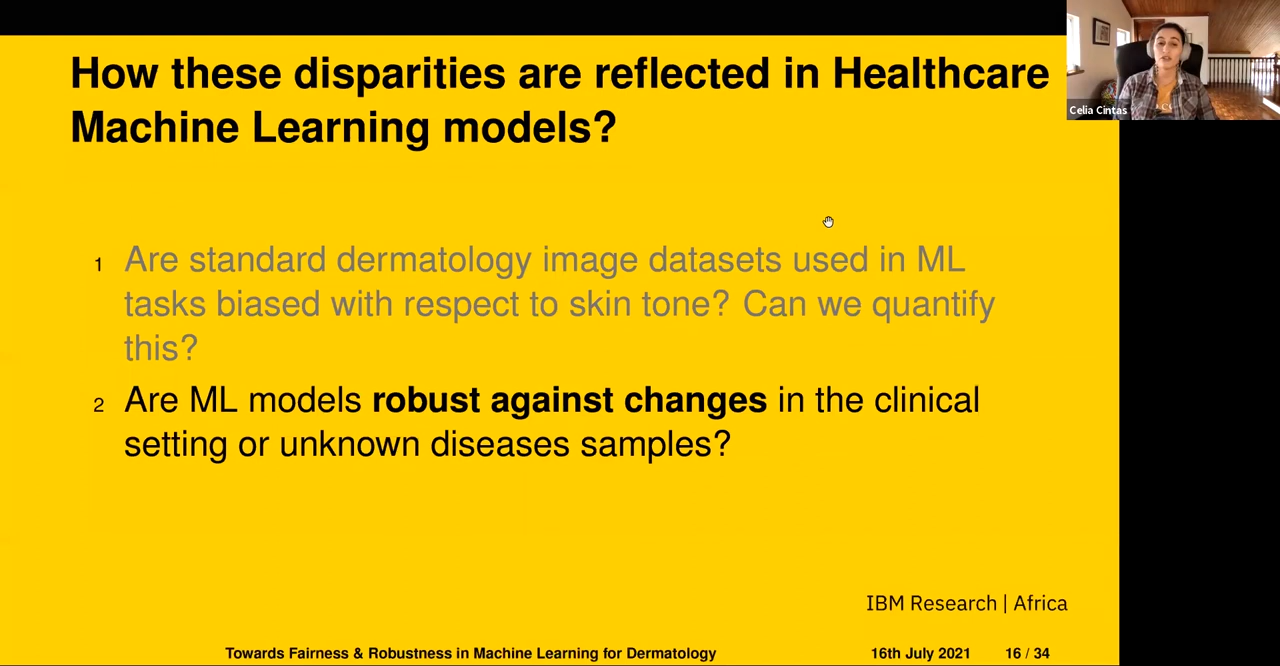 How these disparities are reflected in Healthcare
Machine Learning models?
Celia Cintas
1 Are standard dermatology image datasets used in ML
tasks biased with respect to skin tone? Can we quantify
this?
2 Are ML models robust against changes in the clinical
setting or unknown diseases samples?
IBM Research | Africa
Towards Fairness & Robustness in Machine Learning for Dermatology 16th July 2021 16 / 34